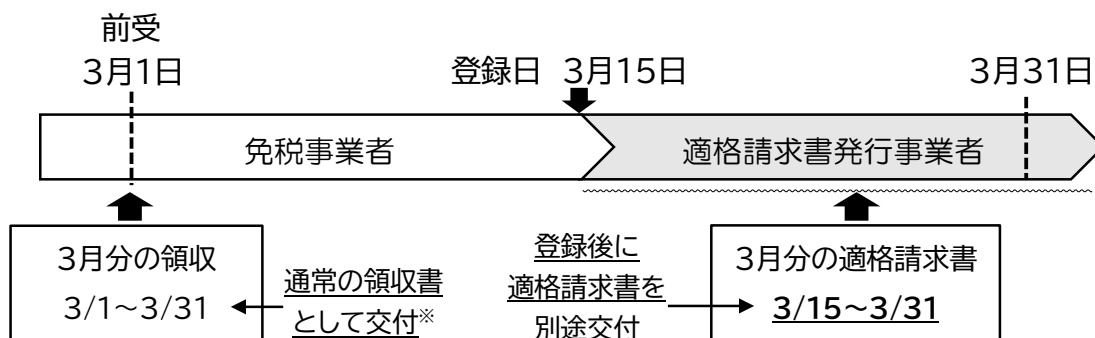 前受
3月1日
登録日 3月15日
3月31日
免税事業者
適格請求書発行事業者
3月分の領収
3/1～3/31
通常の領収書
として交付※
登録後に
適格請求書を
別途交付
3月分の適格請求書
3/15～3/31